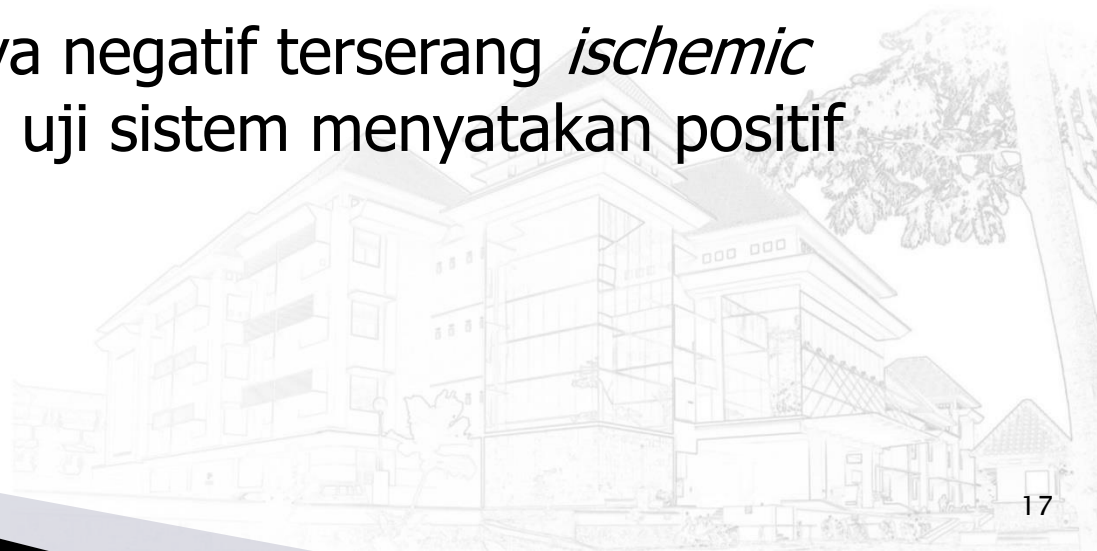 negatif terserang ischemic
uji sistem menyatakan positif
17